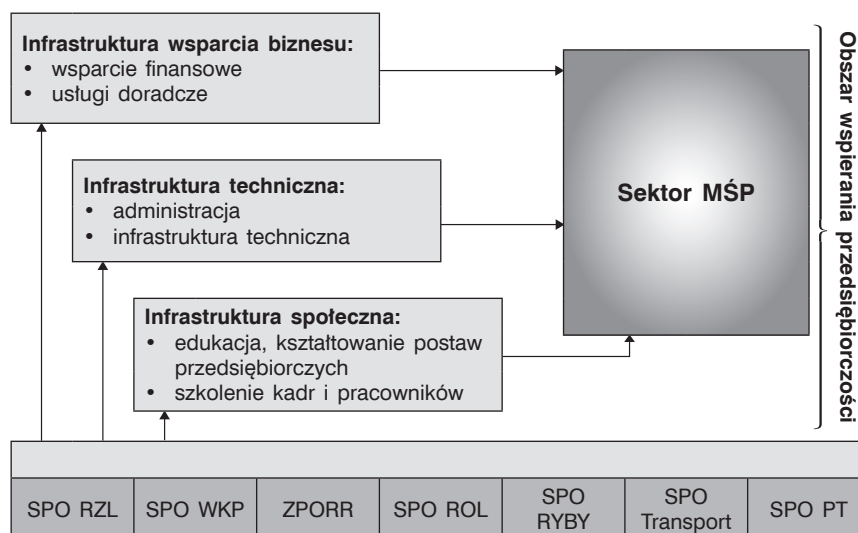 Infrastruktura wsparcia biznesu:
• wsparcie finansowe
• usługi doradcze
Infrastruktura techniczna:
• administracja
• infrastruktura techniczna
Infrastruktura społeczna:
• edukacja, kształtowanie postaw
przedsiębiorczych
• szkolenie kadr i pracowników
Sektor MŚP
Obszar wspierania przedsiębiorczości
SPO RZL
SPO WKP
ZPORR
SPO ROL
SPO
RYBY
SPO
Transport
SPO PT